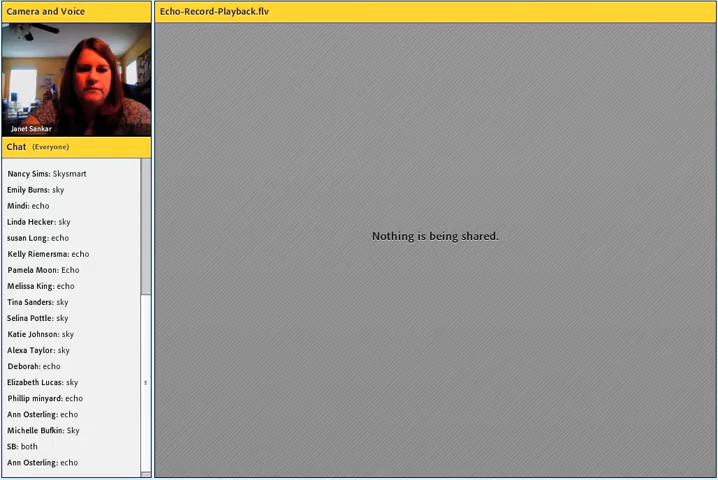 Camera and Voice
Echo-Record-Playback.flv
Janet Sankar
Chat (Everyone)
Nancy Sims: Skysmart
Emily Burns: sky
Mindi: echo
Linda Hecker: sky
susan Long: echo
Kelly Riemersma: echo
Pamela Moon: Echo
Melissa King: echo
Tina Sanders: sky
Selina Pottle: sky
Katie Johnson: sky
Alexa Taylor: sky
Deborah: echo
Elizabeth Lucas: sky
Phillip minyard: echo
Ann Osterling: echo
Michelle Bufkin: Sky
SB: both
Ann Osterling: echo
Nothing is being shared.